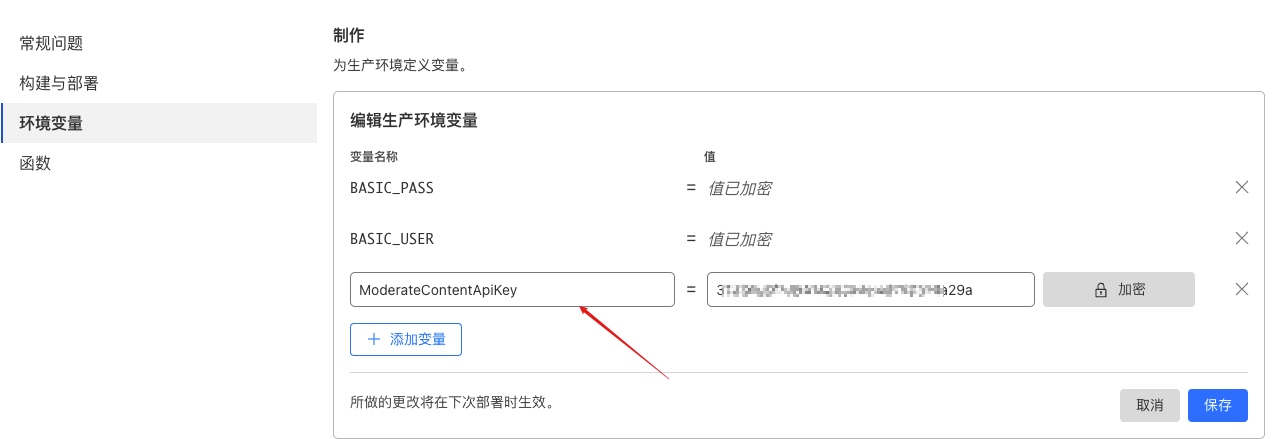 常规问题
构建与部署
环境变量
函数
制作
为生产环境定义变量。
编辑生产环境变量
变量名称 值
BASIC_PASS = 值已加密
BASIC_USER = 值已加密
ModerateContentApiKey = a29a 加密
添加变量
所做的更改将在下次部署时生效。 取消 保存